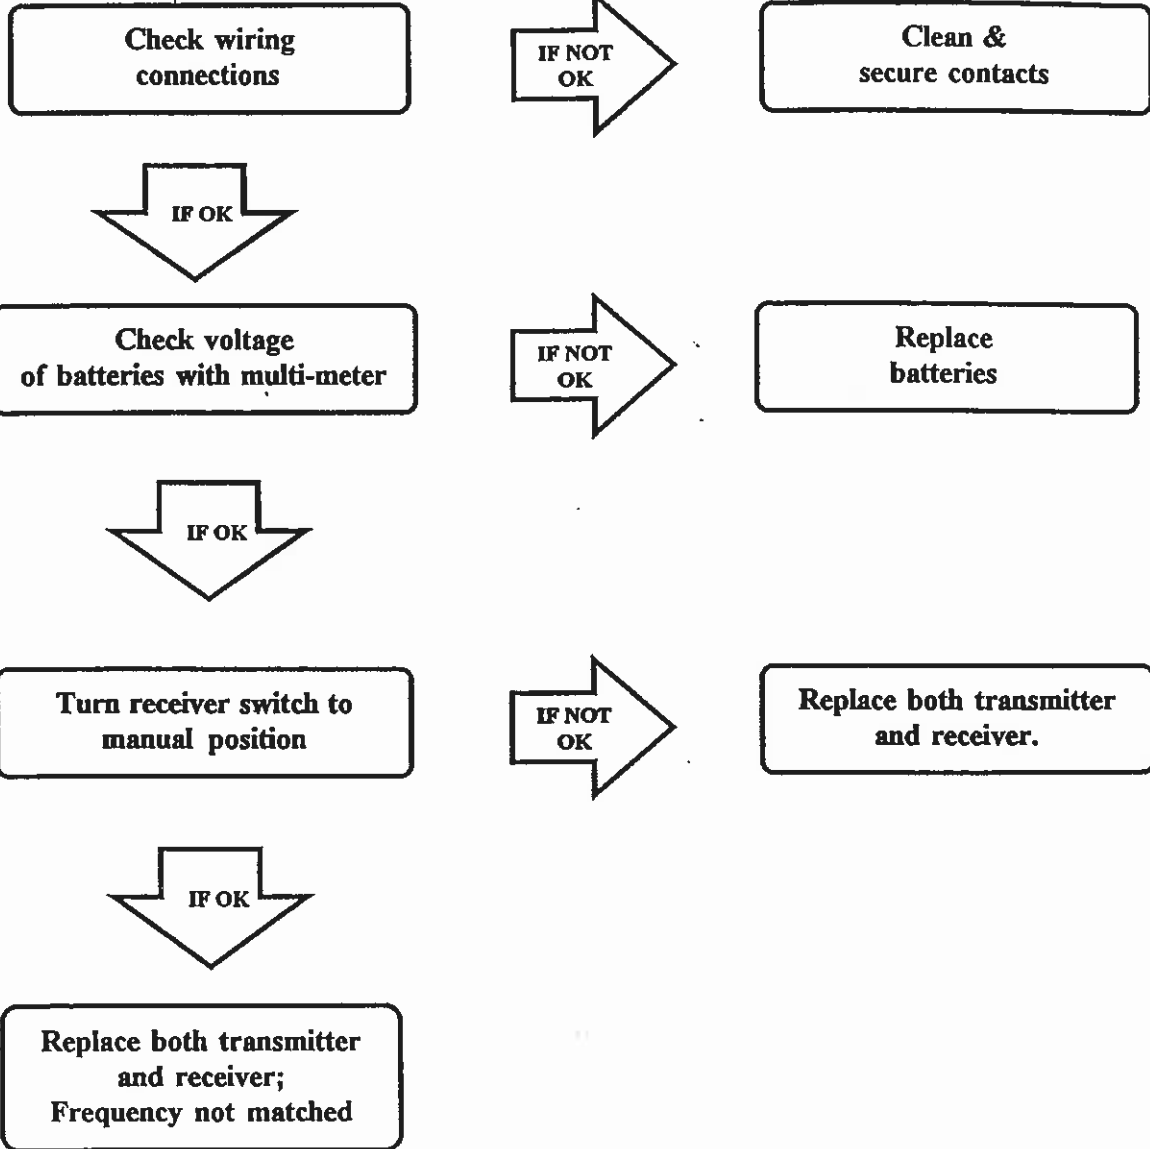 Check wiring
connections
IF NOT
OK
Clean &
secure contacts
IF OK
Check voltage
of batteries with multi-meter
IF NOT
OK
Replace
batteries
IF OK
Turn receiver switch to
manual position
IF NOT
OK
Replace both transmitter
and receiver.
IF OK
Replace both transmitter
and receiver;
Frequency not matched